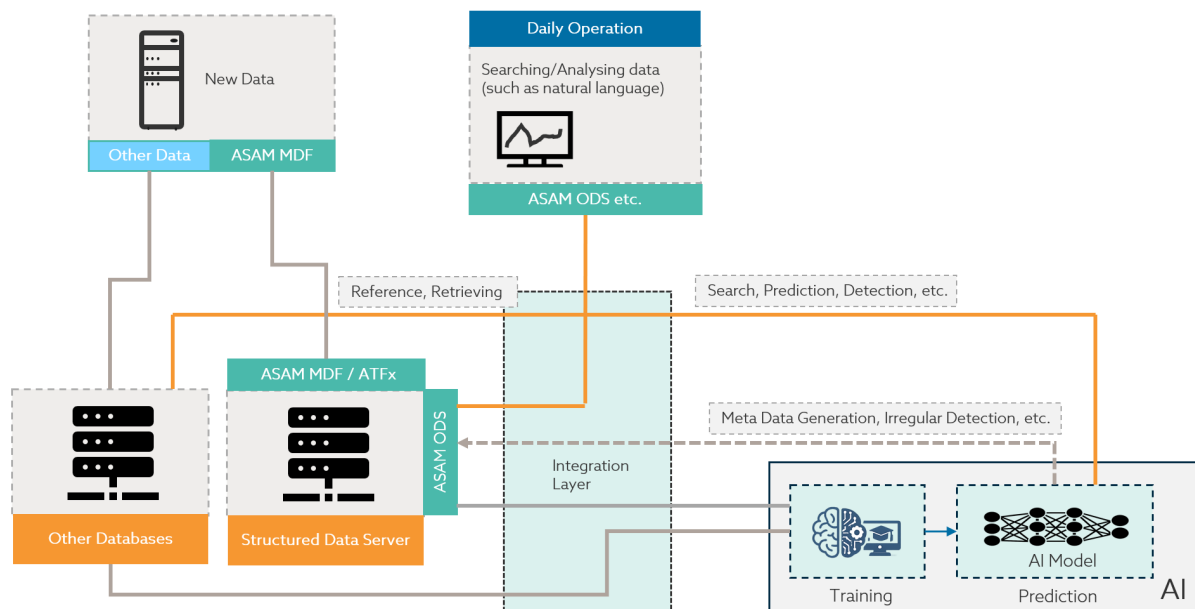 Daily Operation
New Data
Searching/Analysing data
(such as natural language)
Other Data
ASAM MDF
ASAM ODS etc.
Reference, Retrieving
Search, Prediction, Detection, etc.
ASAM MDF / ATFx
ASAM ODS
Meta Data Generation, Irregular Detection, etc.
Integration
Layer
Other Databases
Structured Data Server
AI Model
Training
Prediction
AI